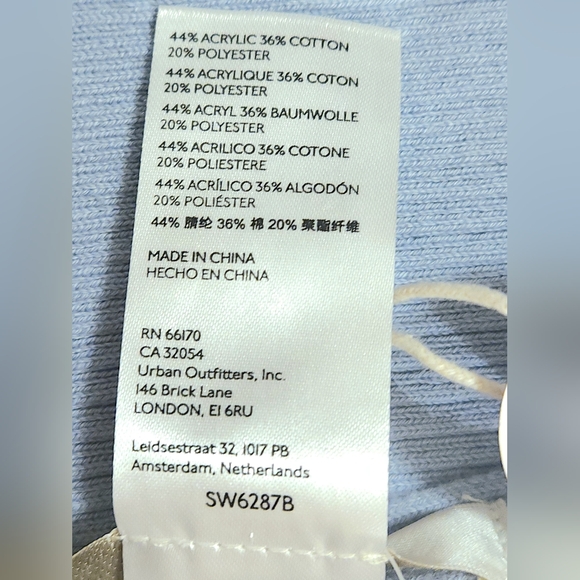 44% ACRYLIC 36% COTTON
20% POLYESTER
44% ACRYLIQUE 36% COTON
20% POLYESTER
44% ACRYL 36% BAUMWOLLE
20% POLYESTER
44% ACRILICO 36% COTONE
20% POLIESTERE
44% ACRÍLICO 36% ALGODÓN
20% POLIÉSTER
44% 腈纶 36% 棉 20% 聚酯纤维
MADE IN CHINA
HECHO EN CHINA
RN 66170
CA 32054
Urban Outfitters, Inc.
146 Brick Lane
LONDON, E1 6RU
Leidsestraat 32, 1017 PB
Amsterdam, Netherlands
SW6287B